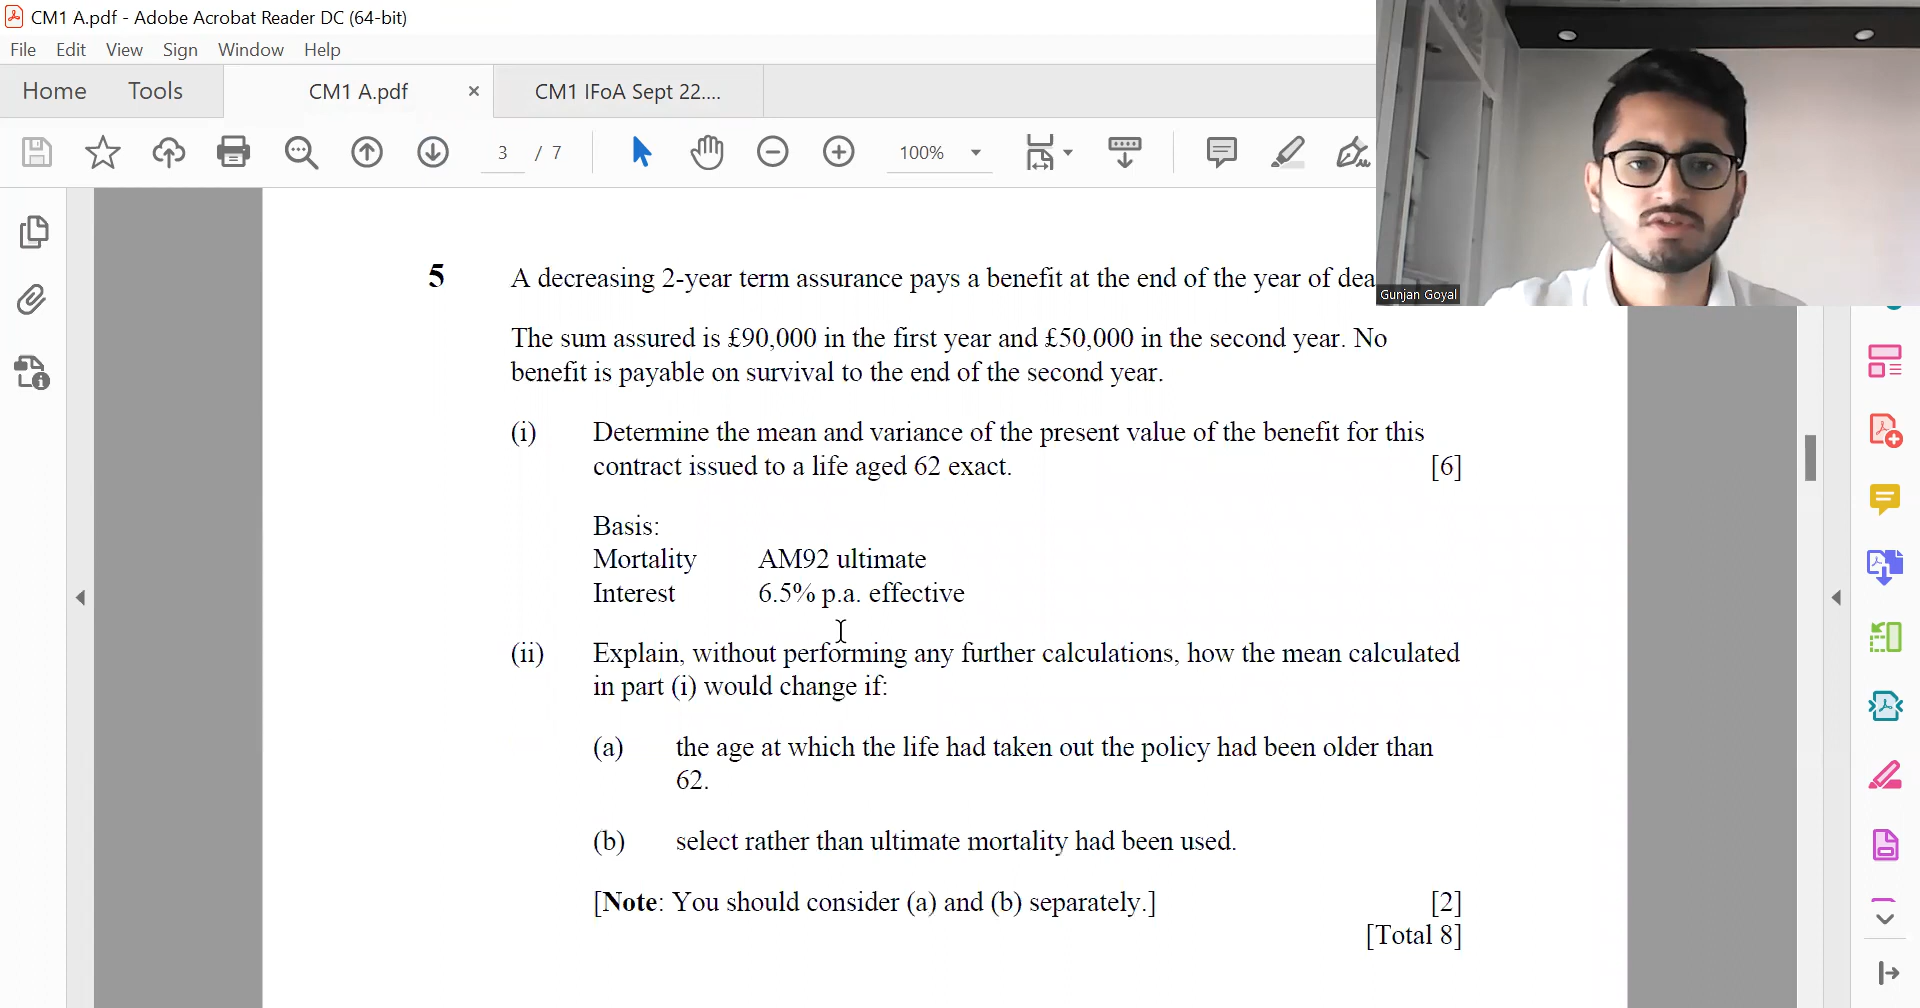 CM1 A.pdf - Adobe Acrobat Reader DC (64-bit)
File Edit View Sign Window Help
Home Tools CM1 A.pdf × CM1 IFoA Sept 22....
3 / 7 100%
Gunjan Goyal
5 A decreasing 2-year term assurance pays a benefit at the end of the year of
The sum assured is £90,000 in the first year and £50,000 in the second year. No
benefit is payable on survival to the end of the second year.
(i) Determine the mean and variance of the present value of the benefit for this
contract issued to a life aged 62 exact. [6]
Basis:
Mortality AM92 ultimate
Interest 6.5% p.a. effective
(ii) Explain, without performing any further calculations, how the mean calculated
in part (i) would change if:
(a) the age at which the life had taken out the policy had been older than
62.
(b) select rather than ultimate mortality had been used.
[Note: You should consider (a) and (b) separately.] [2]
[Total 8]